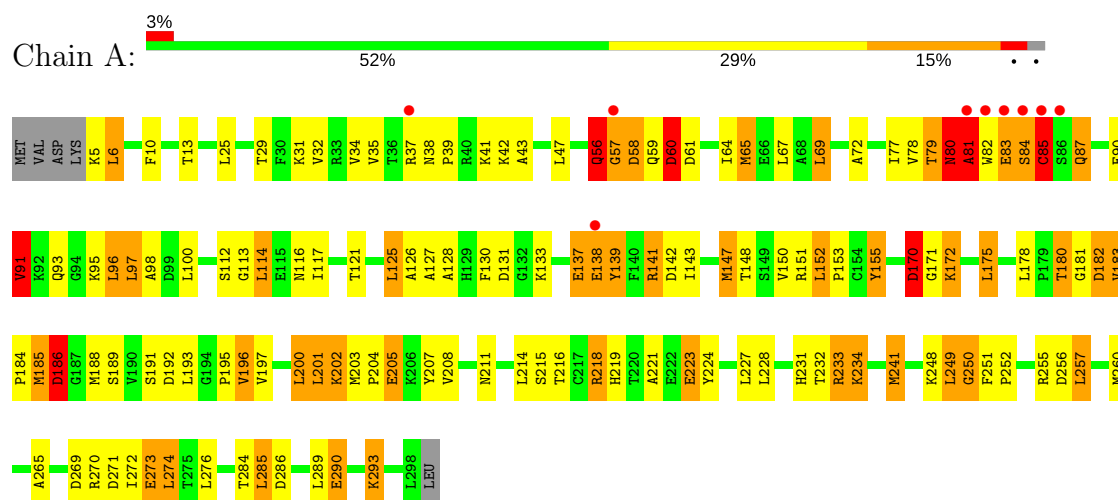 3%
Chain A:
52% 29% 15% • •
MET VAL ASP LYS K5 L6 F10 T13 L25 T29 F30 K31 V32 R33 V34 V35 T36 R37 N38 P39 R40 K41 K42 A43 L47 Q56 G57 D58 Q59 D60 D61 I64 M65 E66 L67 A68 L69 A72 I77 V78 T79 N80 A81 W82 E83 S84 C85 S86 Q87
V91 K92 Q93 G94 K95 L96 L97 A98 D99 L100 S112 G113 L114 E115 N116 I117 T121 L125 A126 A127 A128 H129 F130 D131 G132 K133 E137 E138 Y139 F140 R141 D142 I143 M147 T148 S149 V150 R151 L152 P153 C154 Y155 D170 G171 K172 L175 L178 P179 T180 G181 D182
P184 M185 D186 G187 M188 S189 V190 S191 D192 L193 G194 P195 V196 V197 L200 L201 K202 M203 P204 E205 K206 Y207 V208 N211 L214 S215 T216 C217 R218 H219 T220 A221 E222 E223 Y224 L227 L228 H231 T232 R233 K234 M241 K248 L249 G250 F251 P252 R255 D256 L257
A265 D269 R270 D271 I272 E273 L274 T275 L276 T284 L285 D286 L289 E290 K293 L298 LEU